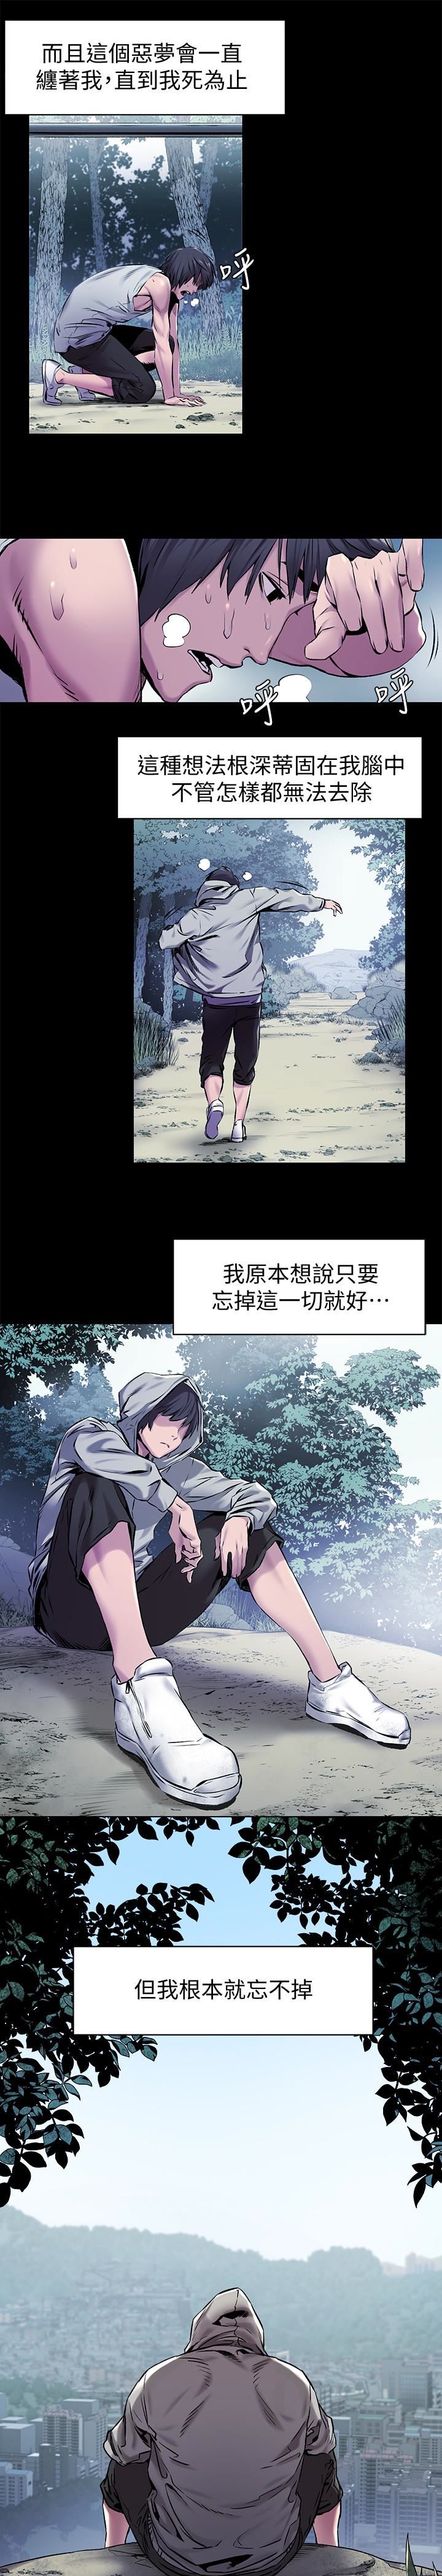 而且這個惡夢會一直
纏著我,直到我死為止
呼
呼
呼
這種想法根深蒂固在我腦中
不管怎樣都無法去除
我原本想說只要
忘掉這一切就好…
但我根本就忘不掉